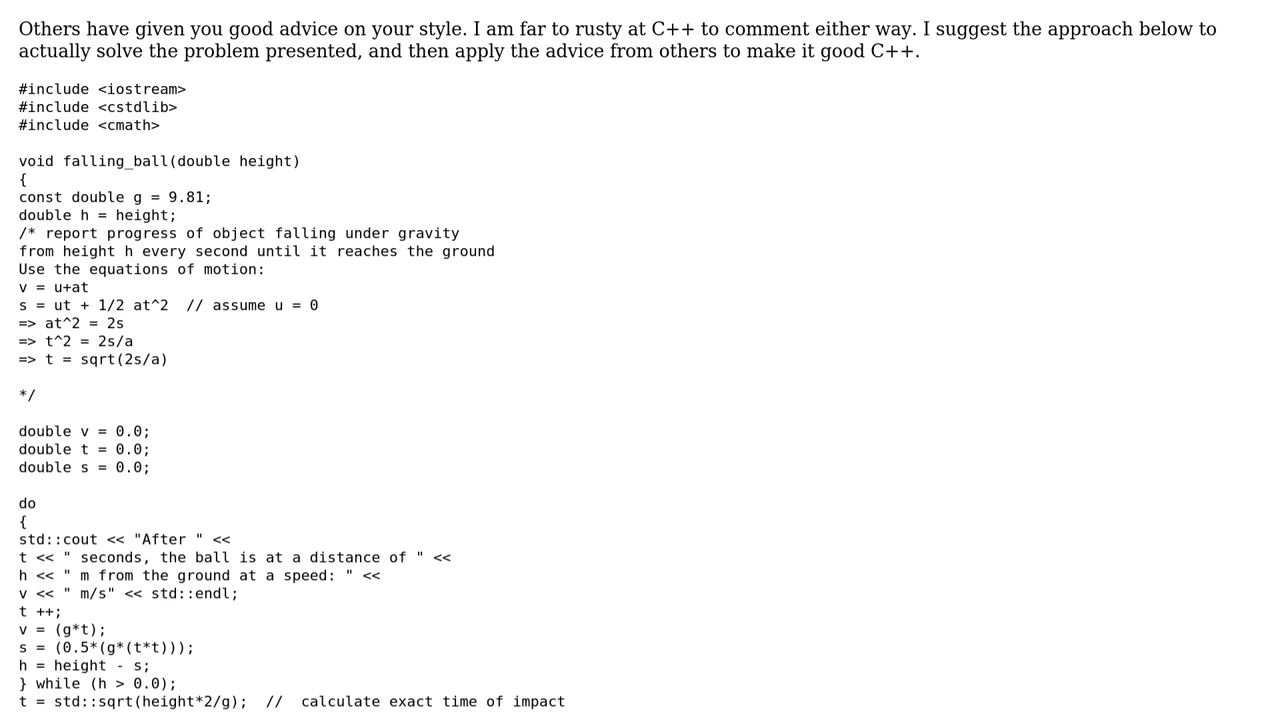 Others have given you good advice on your style. I am far to rusty at C++ to comment either way. I suggest the approach below to
actually solve the problem presented, and then apply the advice from others to make it good C++.
#include <iostream>
#include <cstdlib>
#include <cmath>
void falling_ball(double height)
{
const double g = 9.81;
double h = height;
/* report progress of object falling under gravity
from height h every second until it reaches the ground
Use the equations of motion:
v = u+at
s = ut + 1/2 at^2  // assume u = 0
=> at^2 = 2s
=> t^2 = 2s/a
=> t = sqrt(2s/a)
*/
double v = 0.0;
double t = 0.0;
double s = 0.0;
do
{
std::cout << "After " <<
t << " seconds, the ball is at a distance of " <<
h << " m from the ground at a speed: " <<
v << " m/s" << std::endl;
t ++;
v = (g*t);
s = (0.5*(g*(t*t)));
h = height - s;
} while (h > 0.0);
t = std::sqrt(height*2/g);  //  calculate exact time of impact